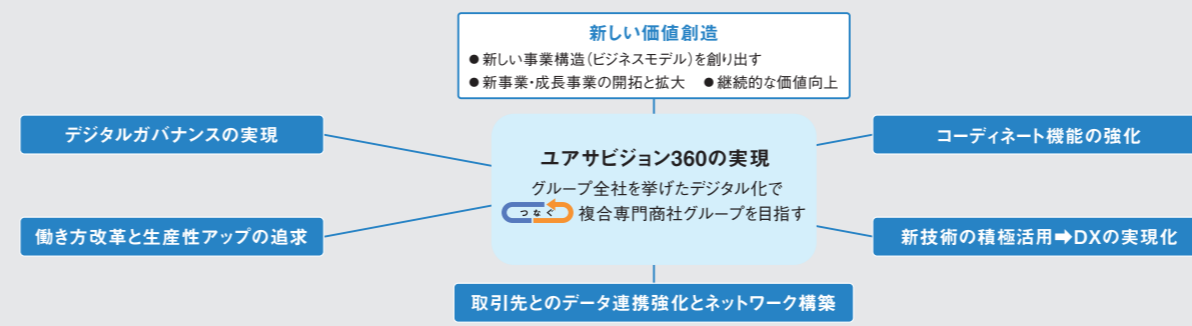 新しい価値創造
●新しい事業構造(ビジネスモデル)を創り出す
●新事業・成長事業の開拓と拡大 ●継続的な価値向上
デジタルガバナンスの実現
コーディネート機能の強化
ユアサビジョン360の実現
グループ全社を挙げたデジタル化で
つなぐ 複合専門商社グループを目指す
働き方改革と生産性アップの追求
新技術の積極活用➡DXの実現化
取引先とのデータ連携強化とネットワーク構築